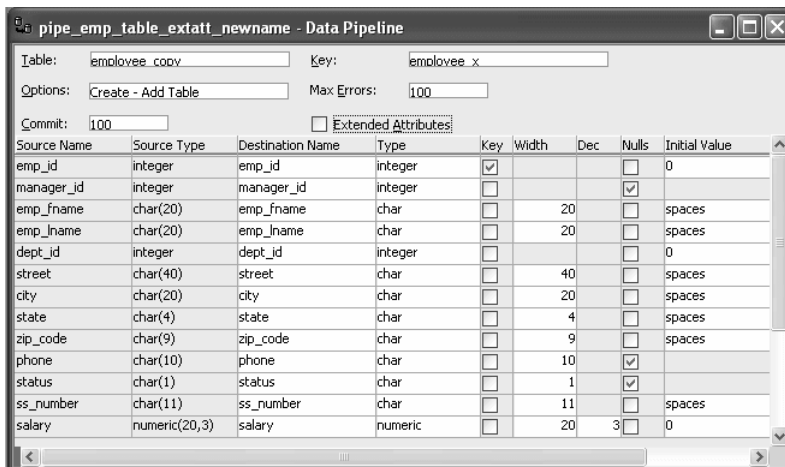 pipe_emp_table_extatt_newname - Data Pipeline
Table: employee_copy Key: employee_x
Options: Create - Add Table Max Errors: 100
Commit: 100 Extended Attributes
Source Name Source Type Destination Name Type Key Width Dec Nulls Initial Value
emp_id integer emp_id integer 0
manager_id integer manager_id integer
emp_fname char(20) emp_fname char 20 spaces
emp_lname char(20) emp_lname char 20 spaces
dept_id integer dept_id integer 0
street char(40) street char 40 spaces
city char(20) city char 20 spaces
state char(4) state char 4 spaces
zip_code char(9) zip_code char 9 spaces
phone char(10) phone char 10
status char(1) status char 1
ss_number char(11) ss_number char 11 spaces
salary numeric(20,3) salary numeric 20 3 0